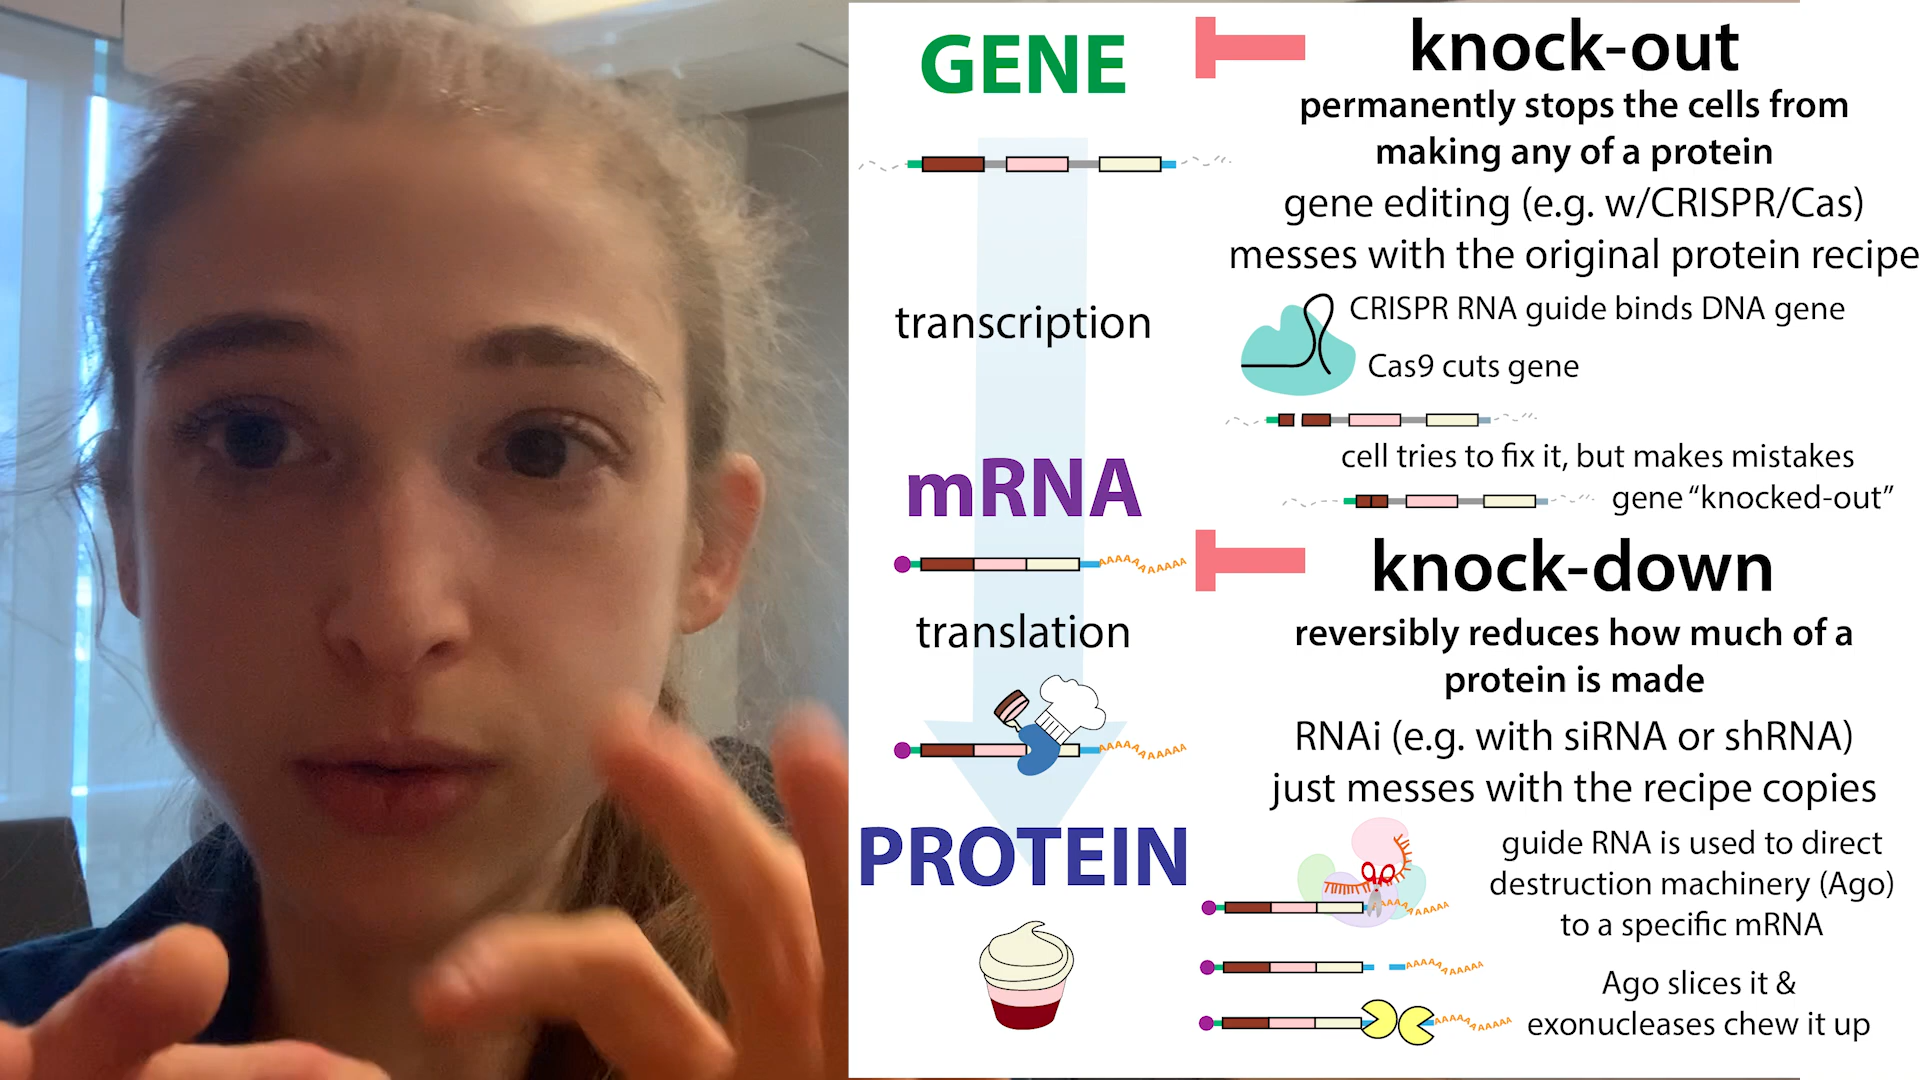 GENE
transcription
mRNA
AAAAAAAAAA
translation
AAAAAAAAAA
PROTEIN
knock-out
permanently stops the cells from
making any of a protein
gene editing (e.g. w/CRISPR/Cas)
messes with the original protein recipe
CRISPR RNA guide binds DNA gene
Cas9 cuts gene
cell tries to fix it, but makes mistakes
gene “knocked-out”
knock-down
reversibly reduces how much of a
protein is made
RNAi (e.g. with siRNA or shRNA)
just messes with the recipe copies
guide RNA is used to direct
destruction machinery (Ago)
to a specific mRNA
Ago slices it &
exonucleases chew it up